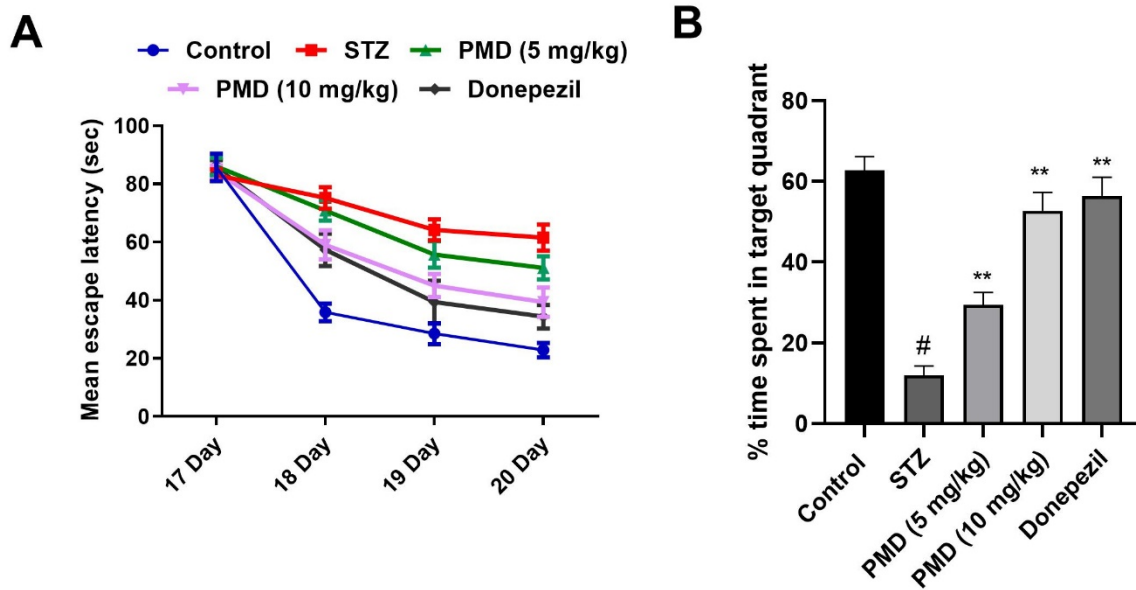 A
Control STZ PMD (5 mg/kg)
PMD (10 mg/kg) Donepezil
Mean escape latency (sec)
100
80
60
40
20
0
17 Day
18 Day
19 Day
20 Day
B
% time spent in target quadrant
80
60
40
20
0
#
**
**
**
Control
STZ
PMD (5 mg/kg)
PMD (10 mg/kg)
Donepezil